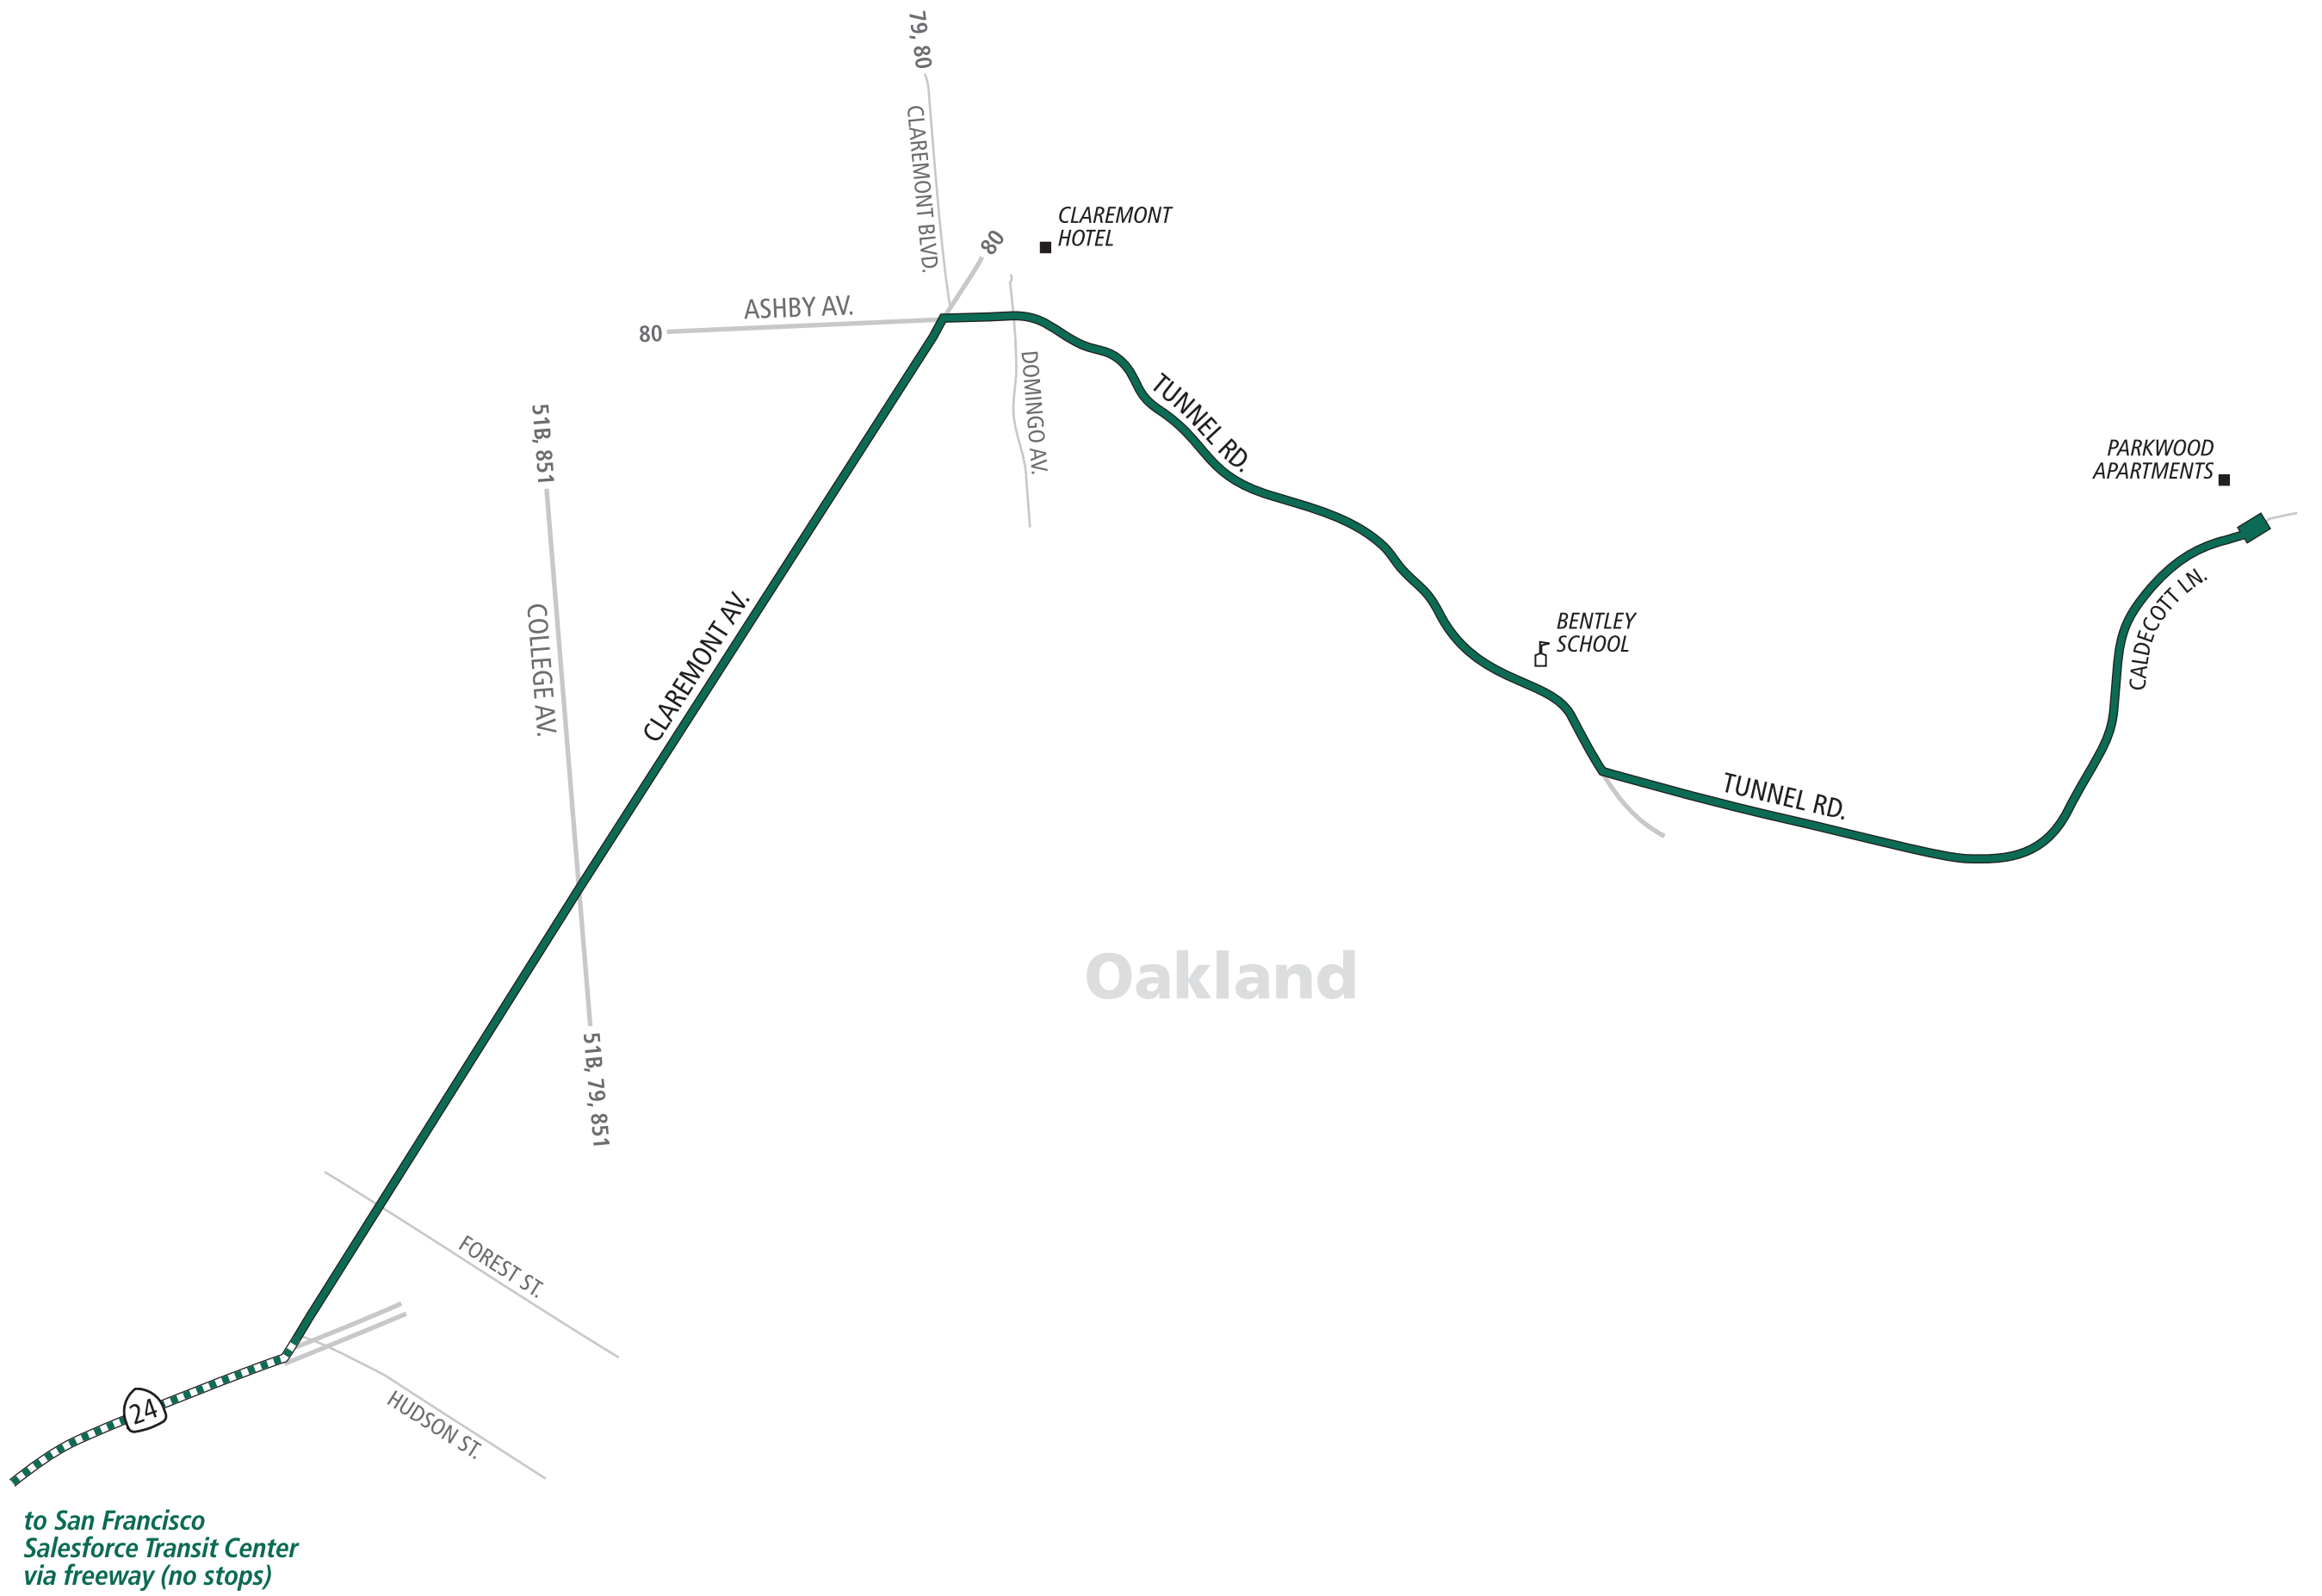 79, 80
CLAREMONT BLVD.
CLAREMONT
HOTEL
80
ASHBY AV.
80
DOMINGO AV.
TUNNEL RD.
51B, 851
COLLEGE AV.
CLAREMONT AV.
PARKWOOD
APARTMENTS
CALDECOTT LN.
BENTLEY
SCHOOL
TUNNEL RD.
Oakland
51B, 79, 851
FOREST ST.
HUDSON ST.
24
to San Francisco
Salesforce Transit Center
via freeway (no stops)